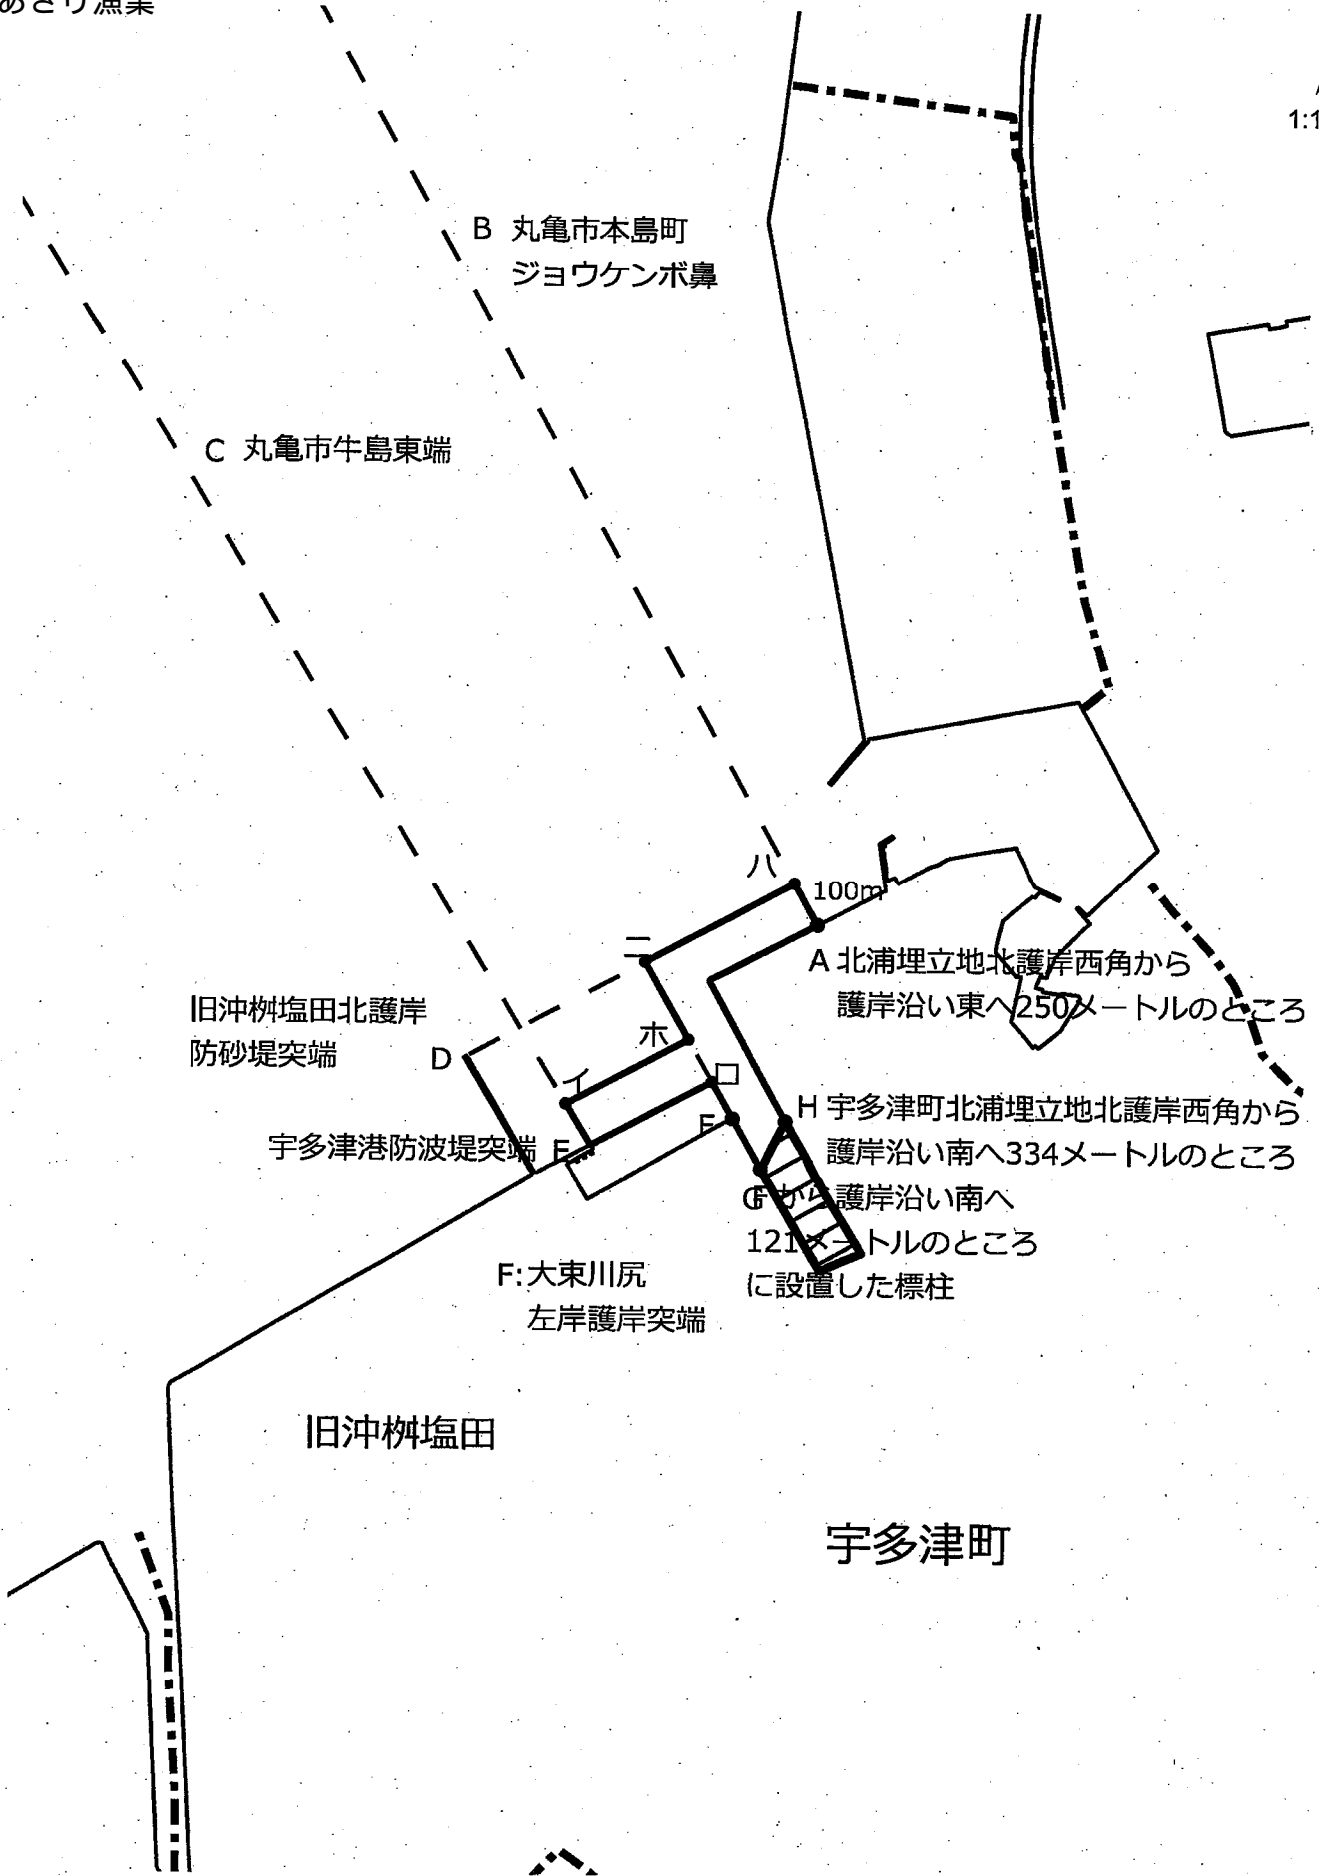 あさり漁業
1:1
B 丸亀市本島町
ジョウケンボ鼻
C 丸亀市牛島東端
ハ
100m
ニ
A 北浦埋立地北護岸西角から
護岸沿い東へ250メートルのところ
旧沖桝塩田北護岸
防砂堤突端
D
ホ
イ
ロ
H 宇多津町北浦埋立地北護岸西角から
護岸沿い南へ334メートルのところ
F
宇多津港防波堤突端 E
G Fから護岸沿い南へ
121メートルのところ
に設置した標柱
F:大東川尻
左岸護岸突端
旧沖桝塩田
宇多津町